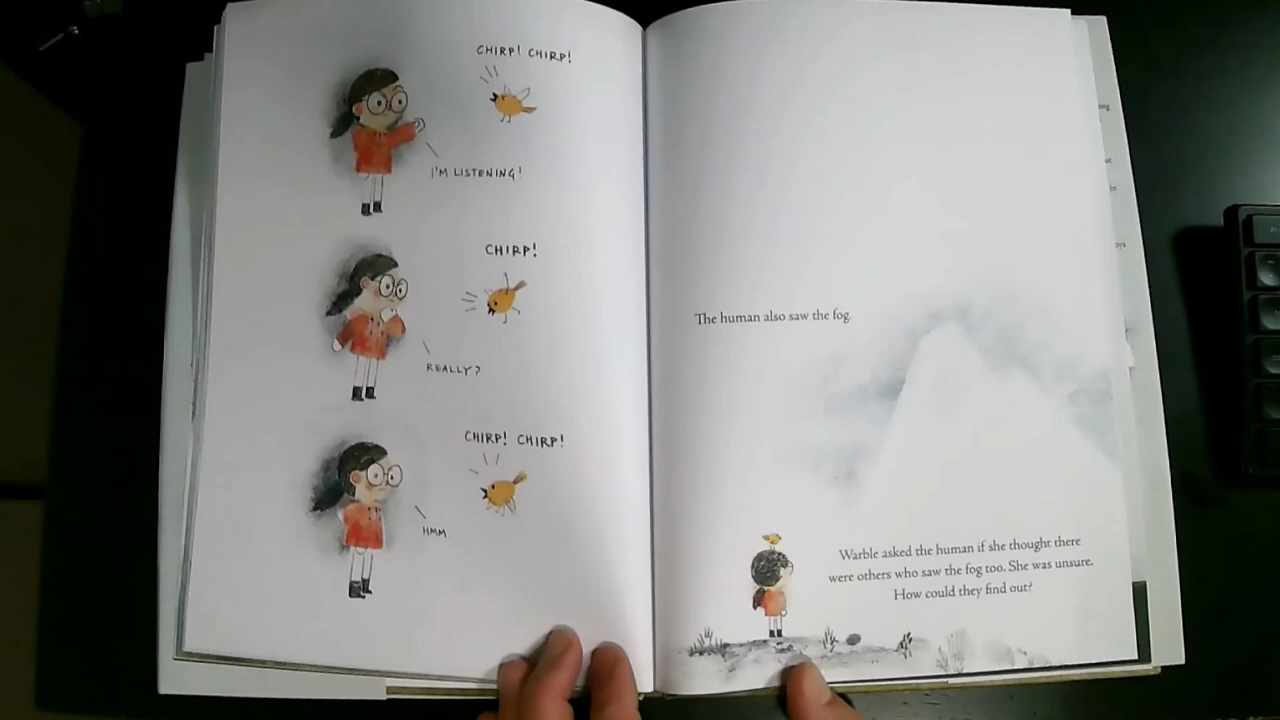 CHIRP! CHIRP!
I'M LISTENING!
CHIRP!
REALLY?
CHIRP! CHIRP!
HMM.
The human also saw the fog.
Warble asked the human if she thought there
were others who saw the fog too. She was unsure.
How could they find out?